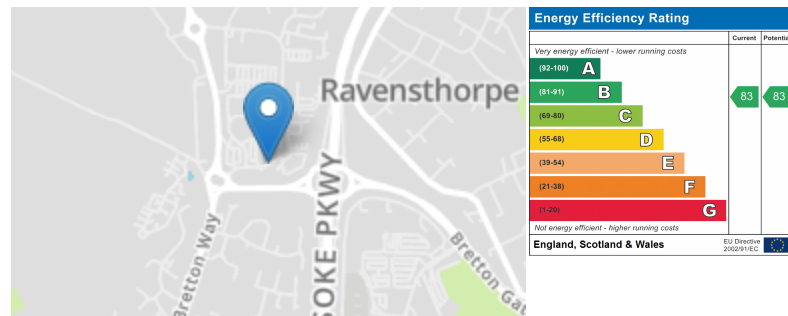 Ravensthorpe
SOKE PKWY
Bretton Way
Bretton Gat
Energy Efficiency Rating
Current Potentia
Very energy efficient - lower running costs
(92-100) A
(81-91) B
83 83
(69-80) C
(55-68) D
(39-54) E
(21-38) F
(1-20) G
Not energy efficient - higher running costs
England, Scotland & Wales
EU Directive
2002/91/EC